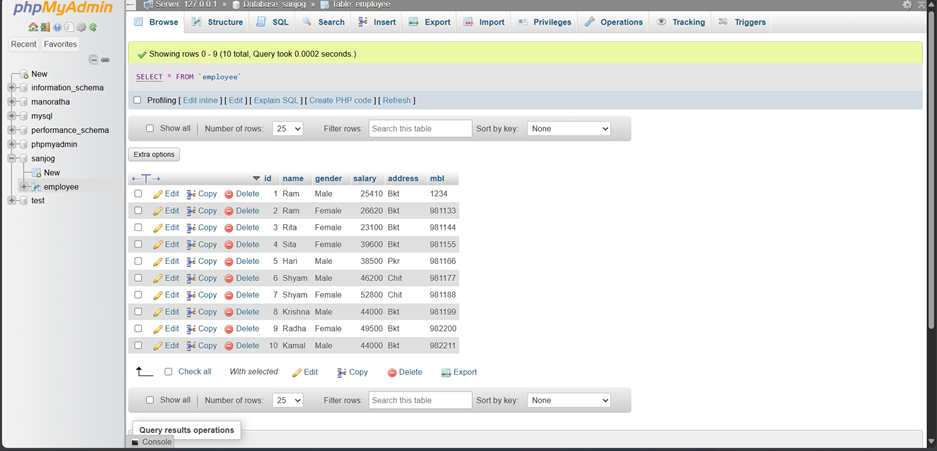 phpMyAdmin
Recent Favorites
New
information_schema
manoratha
mysql
performance_schema
phpmyadmin
sanjog
New
employee
test
Server: 127.0.0.1 » Database: sanjog » Table: employee
Browse Structure SQL Search Insert Export Import Privileges Operations Tracking Triggers
Showing rows 0 - 9 (10 total, Query took 0.0002 seconds.)
SELECT * FROM `employee`
Profiling [ Edit inline ] [ Edit ] [ Explain SQL ] [ Create PHP code ] [ Refresh ]
Show all | Number of rows: 25 Filter rows: Search this table Sort by key: None
Extra options
id name gender salary address mbl
Edit Copy Delete 1 Ram Male 25410 Bkt 1234
Edit Copy Delete 2 Ram Female 26620 Bkt 981133
Edit Copy Delete 3 Rita Female 23100 Bkt 981144
Edit Copy Delete 4 Sita Female 39600 Bkt 981155
Edit Copy Delete 5 Hari Male 38500 Pkr 981166
Edit Copy Delete 6 Shyam Male 46200 Chit 981177
Edit Copy Delete 7 Shyam Female 52800 Chit 981188
Edit Copy Delete 8 Krishna Male 44000 Bkt 981199
Edit Copy Delete 9 Radha Female 49500 Bkt 982200
Edit Copy Delete 10 Kamal Male 44000 Bkt 982211
Check all With selected: Edit Copy Delete Export
Show all | Number of rows: 25 Filter rows: Search this table Sort by key: None
Query results operations
Console